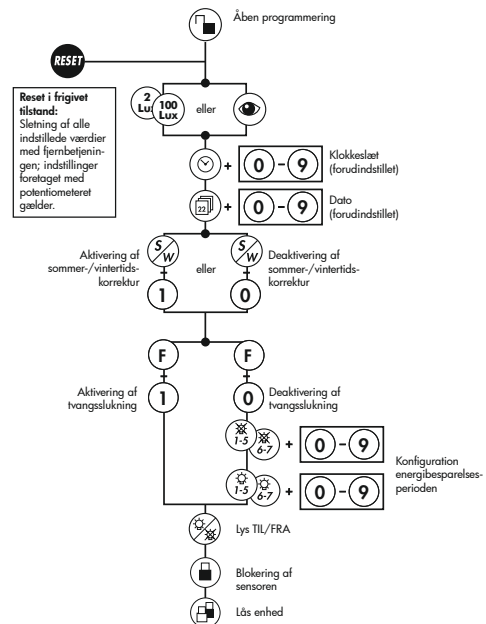 Åben programmering
RESET
Reset i frigivet
tilstand:
Sletning af alle
indstillede værdier
med fjernbetjenin-
gen; indstillinger
foretaget med
potentiometeret
gælder.
2
Lux
100
Lux
eller
+
0 - 9
Klokkeslæt
(forudindstillet)
22
+
0 - 9
Dato
(forudindstillet)
Aktivering af
sommer-/vintertids-
korrektur
S/W
1
eller
S/W
0
Deaktivering af
sommer-/vintertids-
korrektur
F
F
Aktivering af
tvangsslukning
1
0
Deaktivering af
tvangsslukning
1-5
6-7
+
0 - 9
Konfiguration
energibesparelses-
perioden
1-5
6-7
+
0 - 9
Lys TIL/FRA
Blokering af
sensoren
Lås enhed